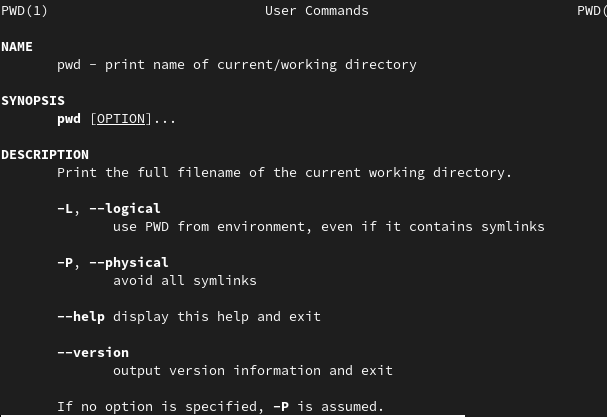 PWD(1) User Commands PWD(
NAME
pwd - print name of current/working directory
SYNOPSIS
pwd [OPTION]...
DESCRIPTION
Print the full filename of the current working directory.
-L, --logical
use PWD from environment, even if it contains symlinks
-P, --physical
avoid all symlinks
--help display this help and exit
--version
output version information and exit
If no option is specified, -P is assumed.